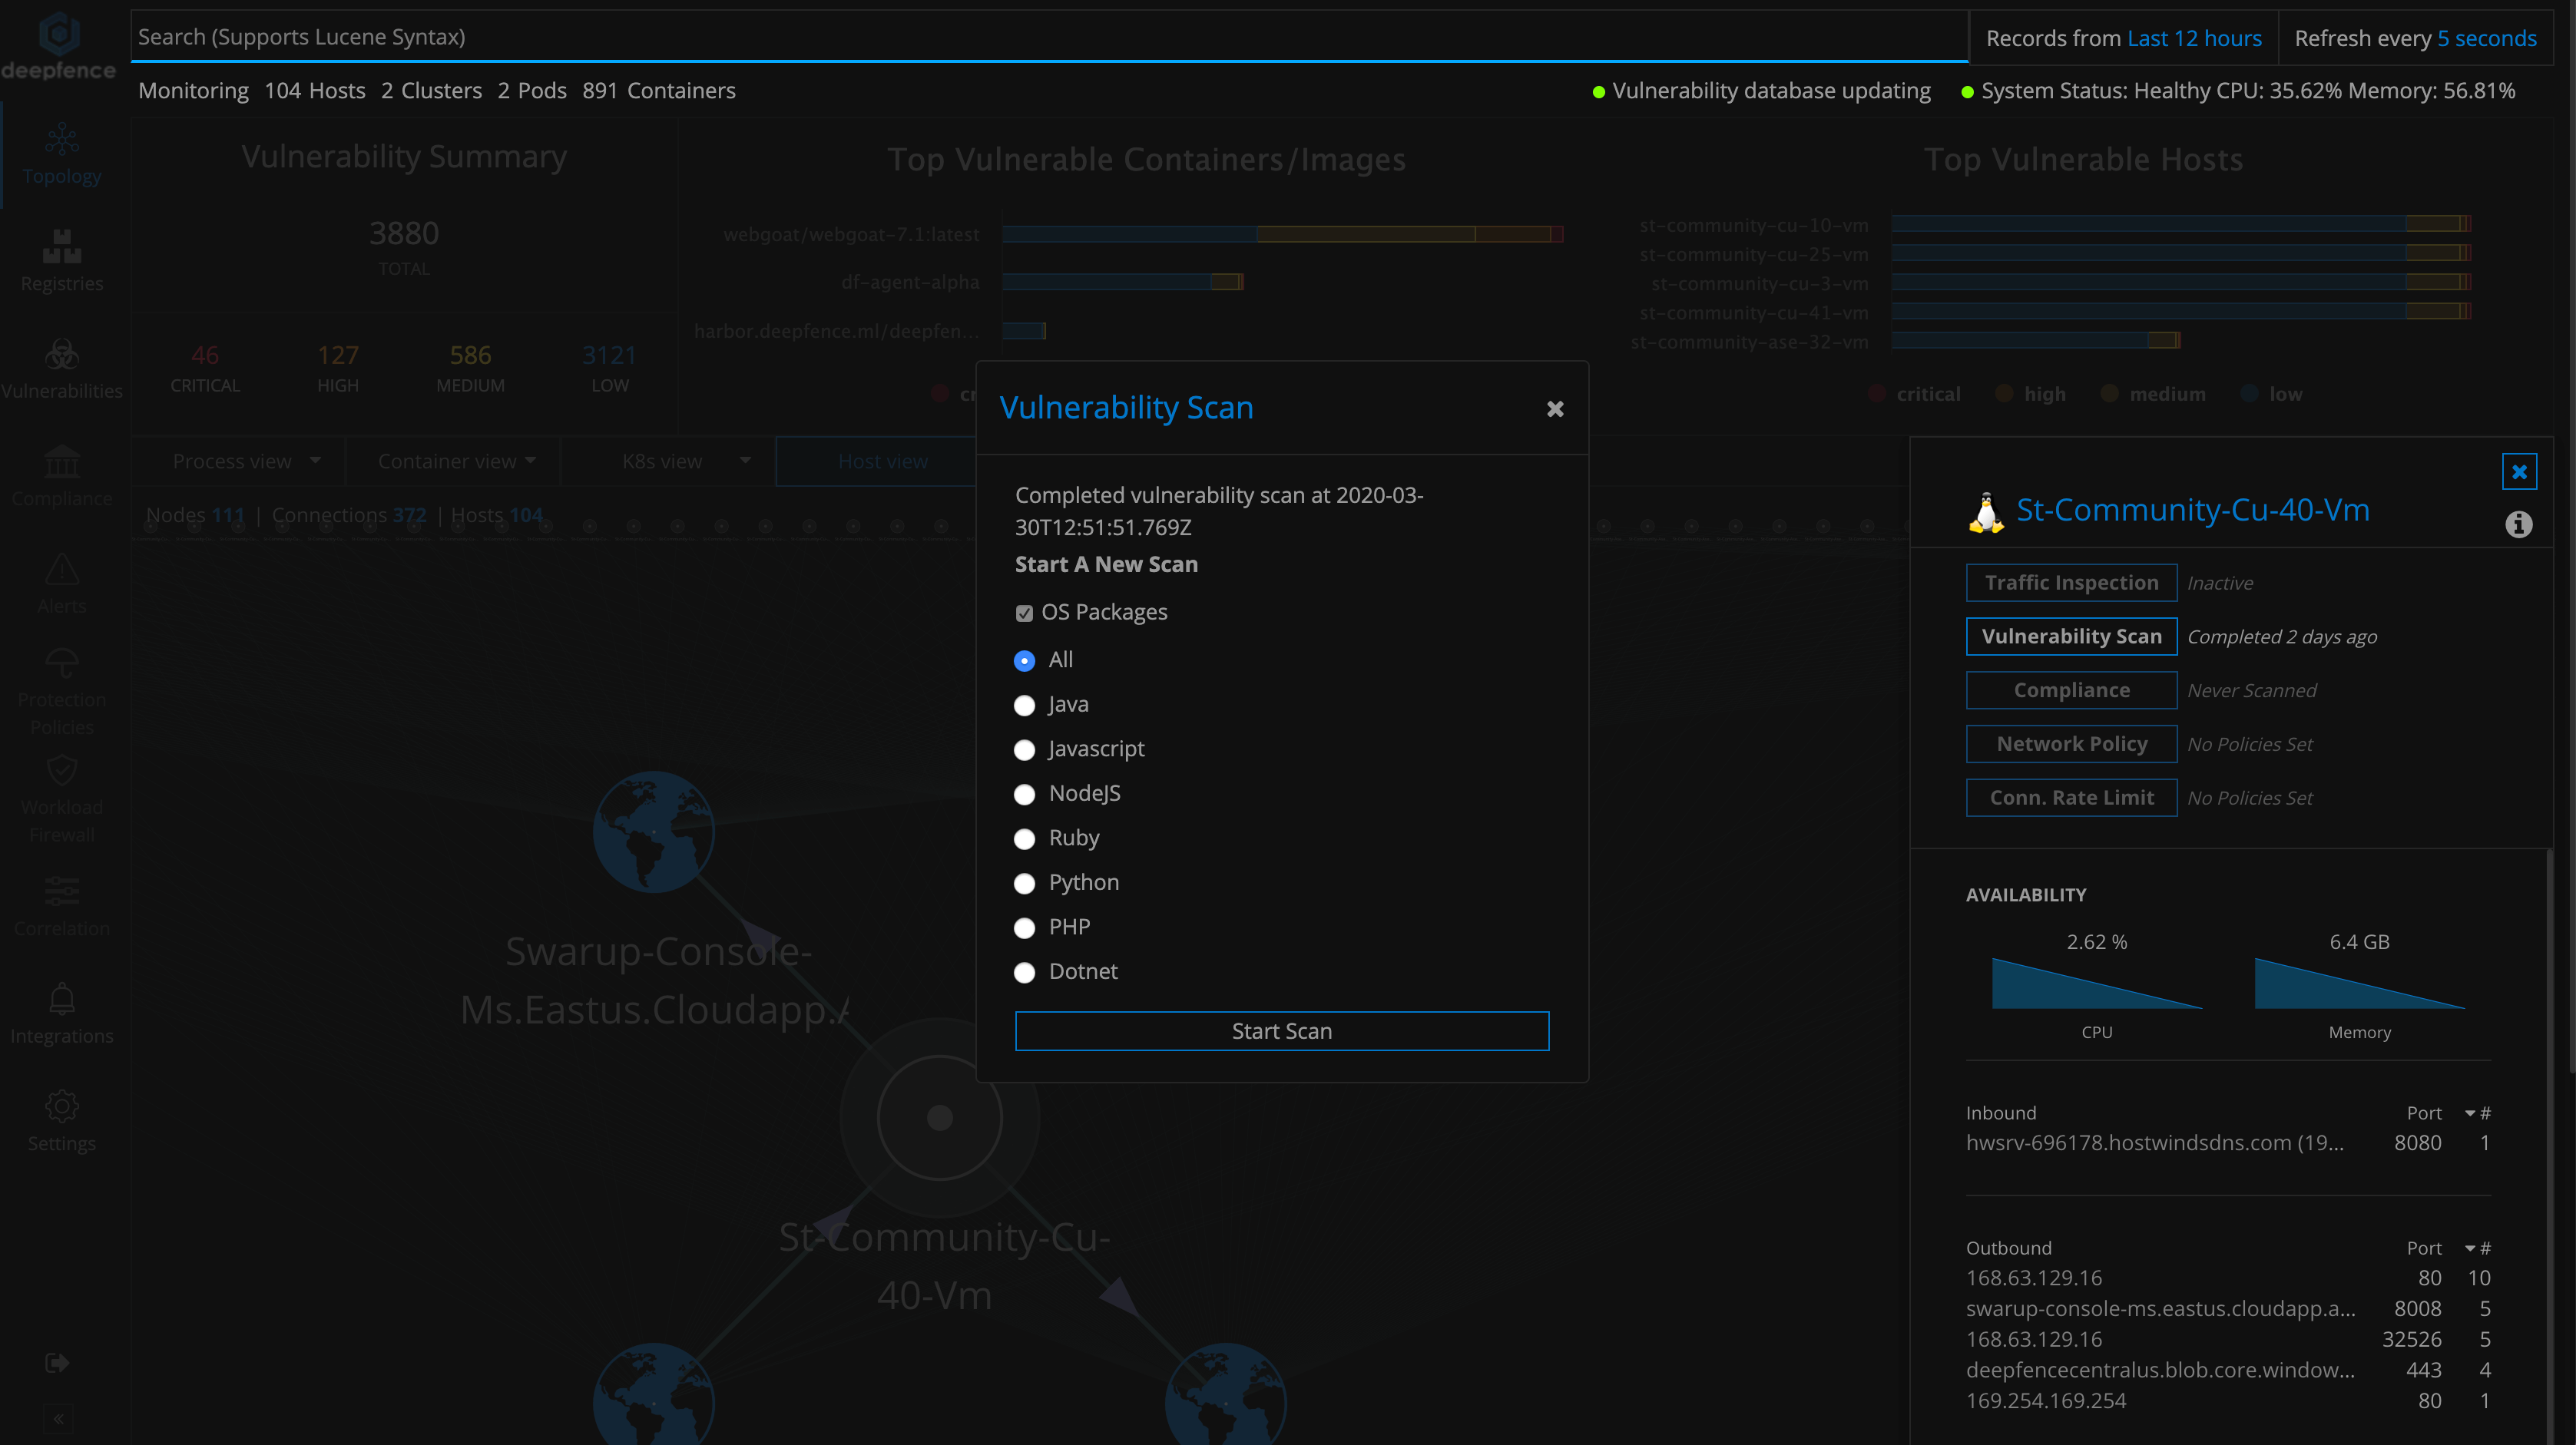 deepfence
Search (Supports Lucene Syntax)
Records from Last 12 hours
Refresh every 5 seconds
Monitoring 104 Hosts 2 Clusters 2 Pods 891 Containers
Vulnerability database updating
System Status: Healthy CPU: 35.62% Memory: 56.81%
Topology
Registries
Vulnerabilities
Compliance
Alerts
Protection
Policies
Workload
Firewall
Correlation
Integrations
Settings
Vulnerability Summary
3880
TOTAL
46
CRITICAL
127
HIGH
586
MEDIUM
3121
LOW
Top Vulnerable Containers/Images
webgoat/webgoat-7.1:latest
df-agent-alpha
harbor.deepfence.ml/deepfen...
cr
Top Vulnerable Hosts
st-community-cu-10-vm
st-community-cu-25-vm
st-community-cu-3-vm
st-community-cu-41-vm
st-community-ase-32-vm
critical high medium low
Process view
Container view
K8s view
Host view
Nodes 111 | Connections 372 | Hosts 104
Swarup-Console-
Ms.Eastus.Cloudapp.A
St-Community-Cu-
40-Vm
Vulnerability Scan
Completed vulnerability scan at 2020-03-
30T12:51:51.769Z
Start A New Scan
OS Packages
All
Java
Javascript
NodeJS
Ruby
Python
PHP
Dotnet
Start Scan
St-Community-Cu-40-Vm
Traffic Inspection Inactive
Vulnerability Scan Completed 2 days ago
Compliance Never Scanned
Network Policy No Policies Set
Conn. Rate Limit No Policies Set
AVAILABILITY
2.62 %
CPU
6.4 GB
Memory
Inbound Port #
hwsrv-696178.hostwindsdns.com (19... 8080 1
Outbound Port #
168.63.129.16 80 10
swarup-console-ms.eastus.cloudapp.a... 8008 5
168.63.129.16 32526 5
deepfencecentralus.blob.core.window... 443 4
169.254.169.254 80 1